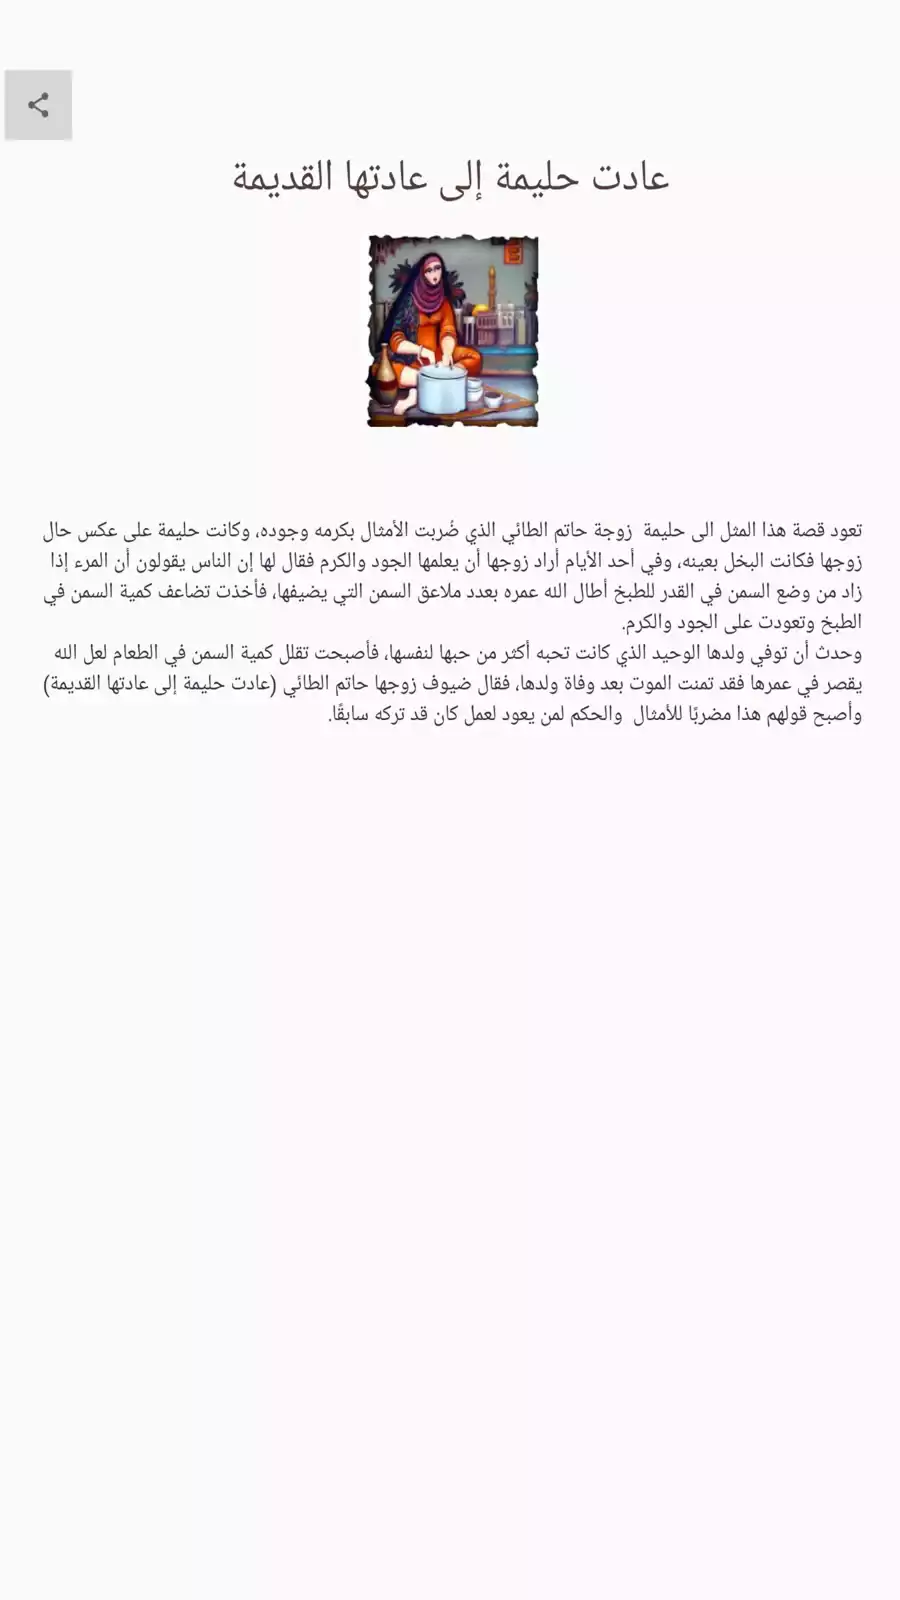 عادت حليمة إلى عادتها القديمة
تعود قصة هذا المثل الى حليمة  زوجة حاتم الطائي الذي ضُربت الأمثال بكرمه وجوده، وكانت حليمة على عكس حال
زوجها فكانت البخل بعينه، وفي أحد الأيام أراد زوجها أن يعلمها الجود والكرم فقال لها إن الناس يقولون أن المرء إذا
زاد من وضع السمن في القدر للطبخ أطال الله عمره بعدد ملاعق السمن التي يضيفها، فأخذت تضاعف كمية السمن في
الطبخ وتعودت على الجود والكرم.
وحدث أن توفي ولدها الوحيد الذي كانت تحبه أكثر من حبها لنفسها، فأصبحت تقلل كمية السمن في الطعام لعل الله
يقصر في عمرها فقد تمنت الموت بعد وفاة ولدها، فقال ضيوف زوجها حاتم الطائي (عادت حليمة إلى عادتها القديمة)
وأصبح قولهم هذا مضربًا للأمثال  والحكم لمن يعود لعمل كان قد تركه سابقًا.